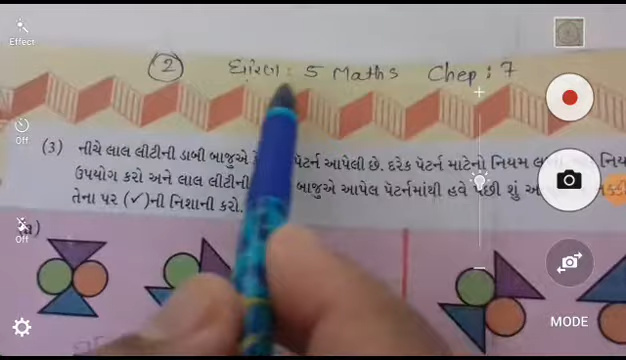 Effect
2 ધોરણ : 5 Maths Chep : 7
Off
(3) નીચે લાલ લીટીની ડાબી બાજુએ પેટર્ન આપેલી છે. દરેક પેટર્ન માટેનો નિયમ
ઉપયોગ કરો અને લાલ લીટીની બાજુએ આપેલ પેટર્નમાંથી હવે પછી શું
તેના પર (✓)ની નિશાની કરો.
Off
MODE